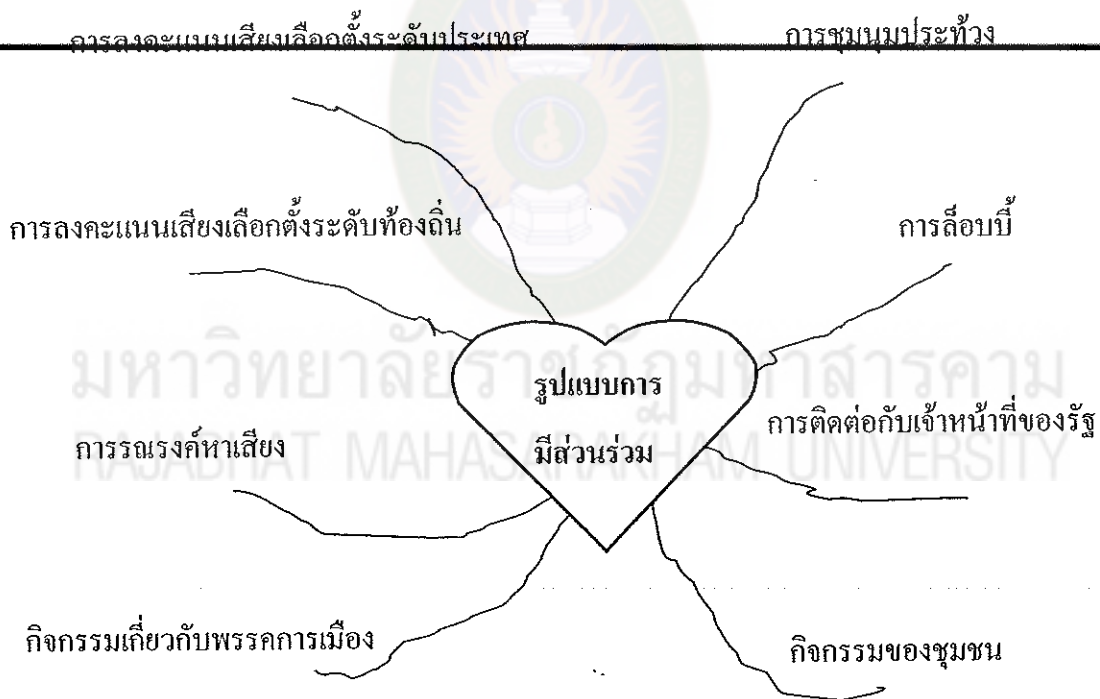 การลงคะแนนเสียงเลือกตั้งระดับประเทศ
การชุมนุมประท้วง
การลงคะแนนเสียงเลือกตั้งระดับท้องถิ่น
การล็อบบี้
มหาวิทยาลัยราชภัฏมหาสารคาม
รูปแบบการ
มีส่วนร่วม
การติดต่อกับเจ้าหน้าที่ของรัฐ
การรณรงค์หาเสียง
RAJABHAT MAHASARAKHAM UNIVERSITY
กิจกรรมเกี่ยวกับพรรคการเมือง
กิจกรรมของชุมชน